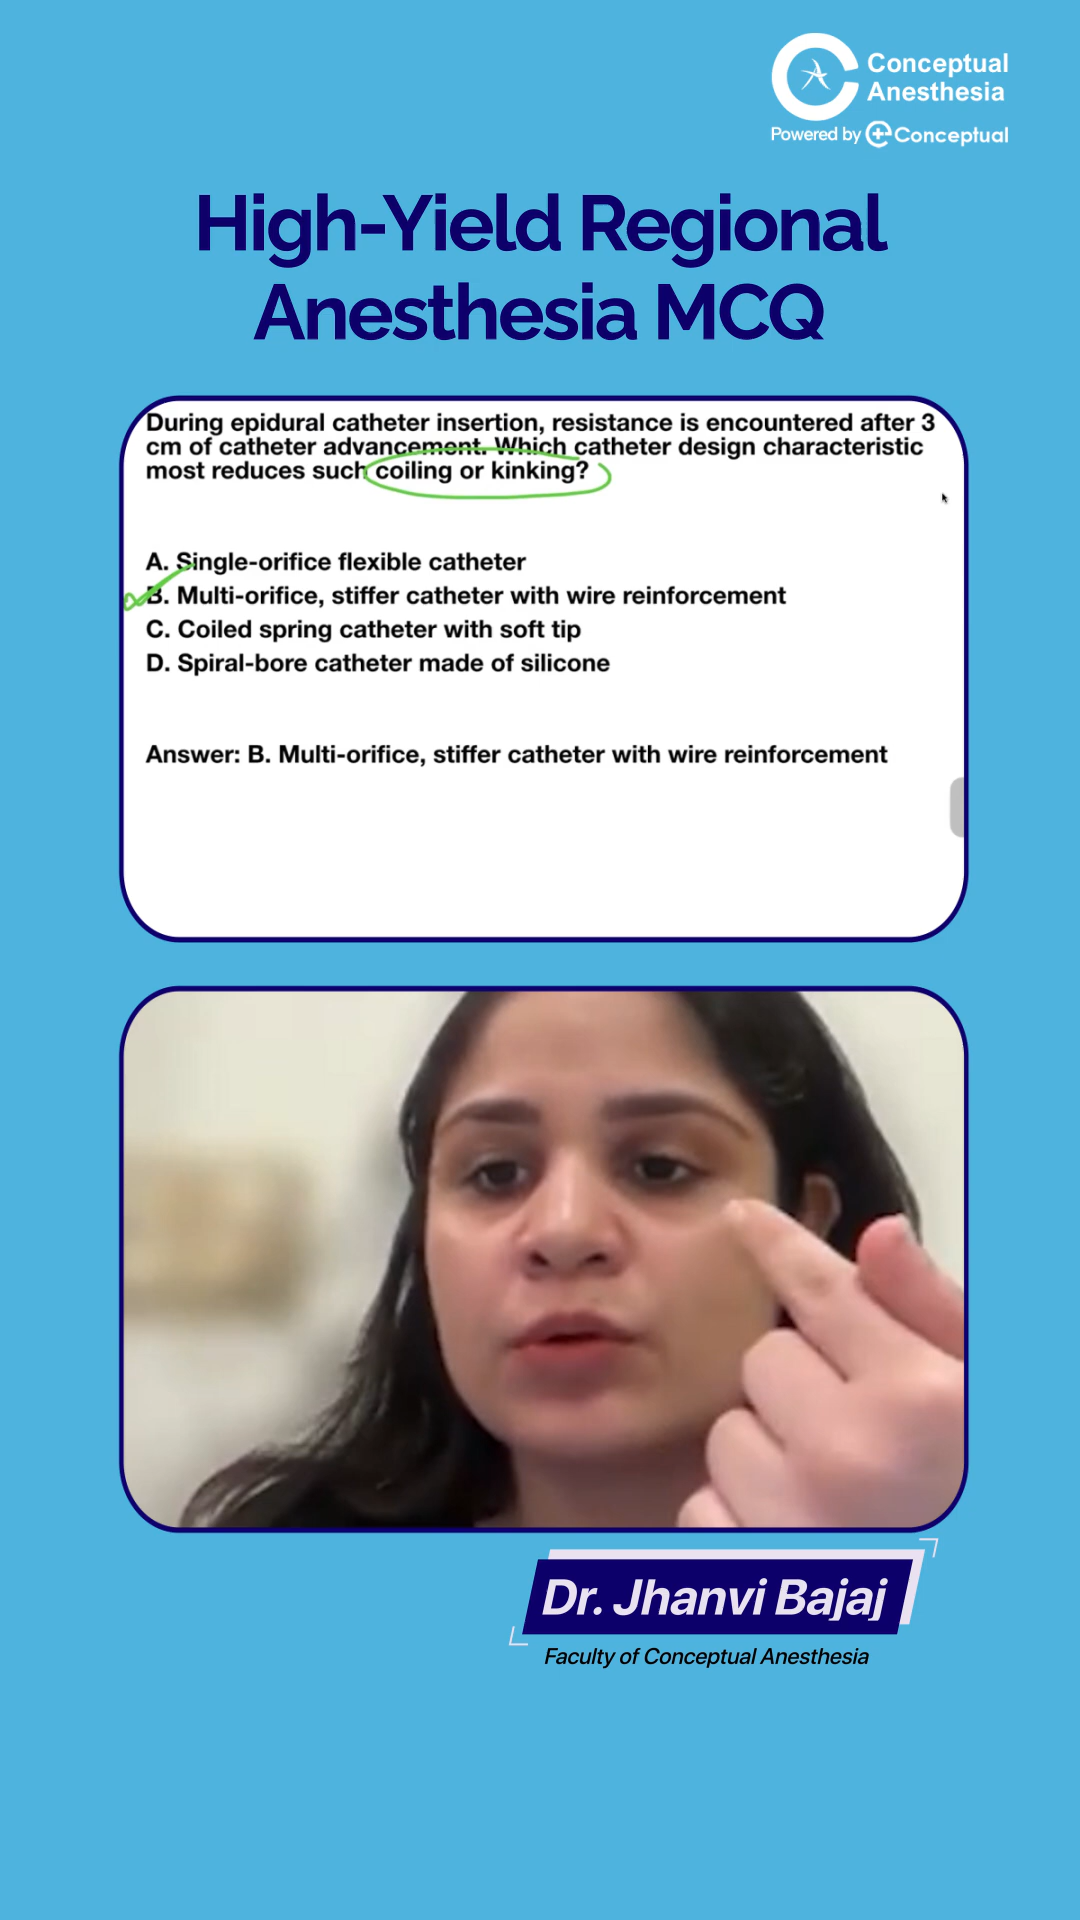 Conceptual
Anesthesia
Powered by Conceptual
High-Yield Regional
Anesthesia MCQ
During epidural catheter insertion, resistance is encountered after 3
cm of catheter advancement. Which catheter design characteristic
most reduces such coiling or kinking?
A. Single-orifice flexible catheter
B. Multi-orifice, stiffer catheter with wire reinforcement
C. Coiled spring catheter with soft tip
D. Spiral-bore catheter made of silicone
Answer: B. Multi-orifice, stiffer catheter with wire reinforcement
Dr. Jhanvi Bajaj
Faculty of Conceptual Anesthesia